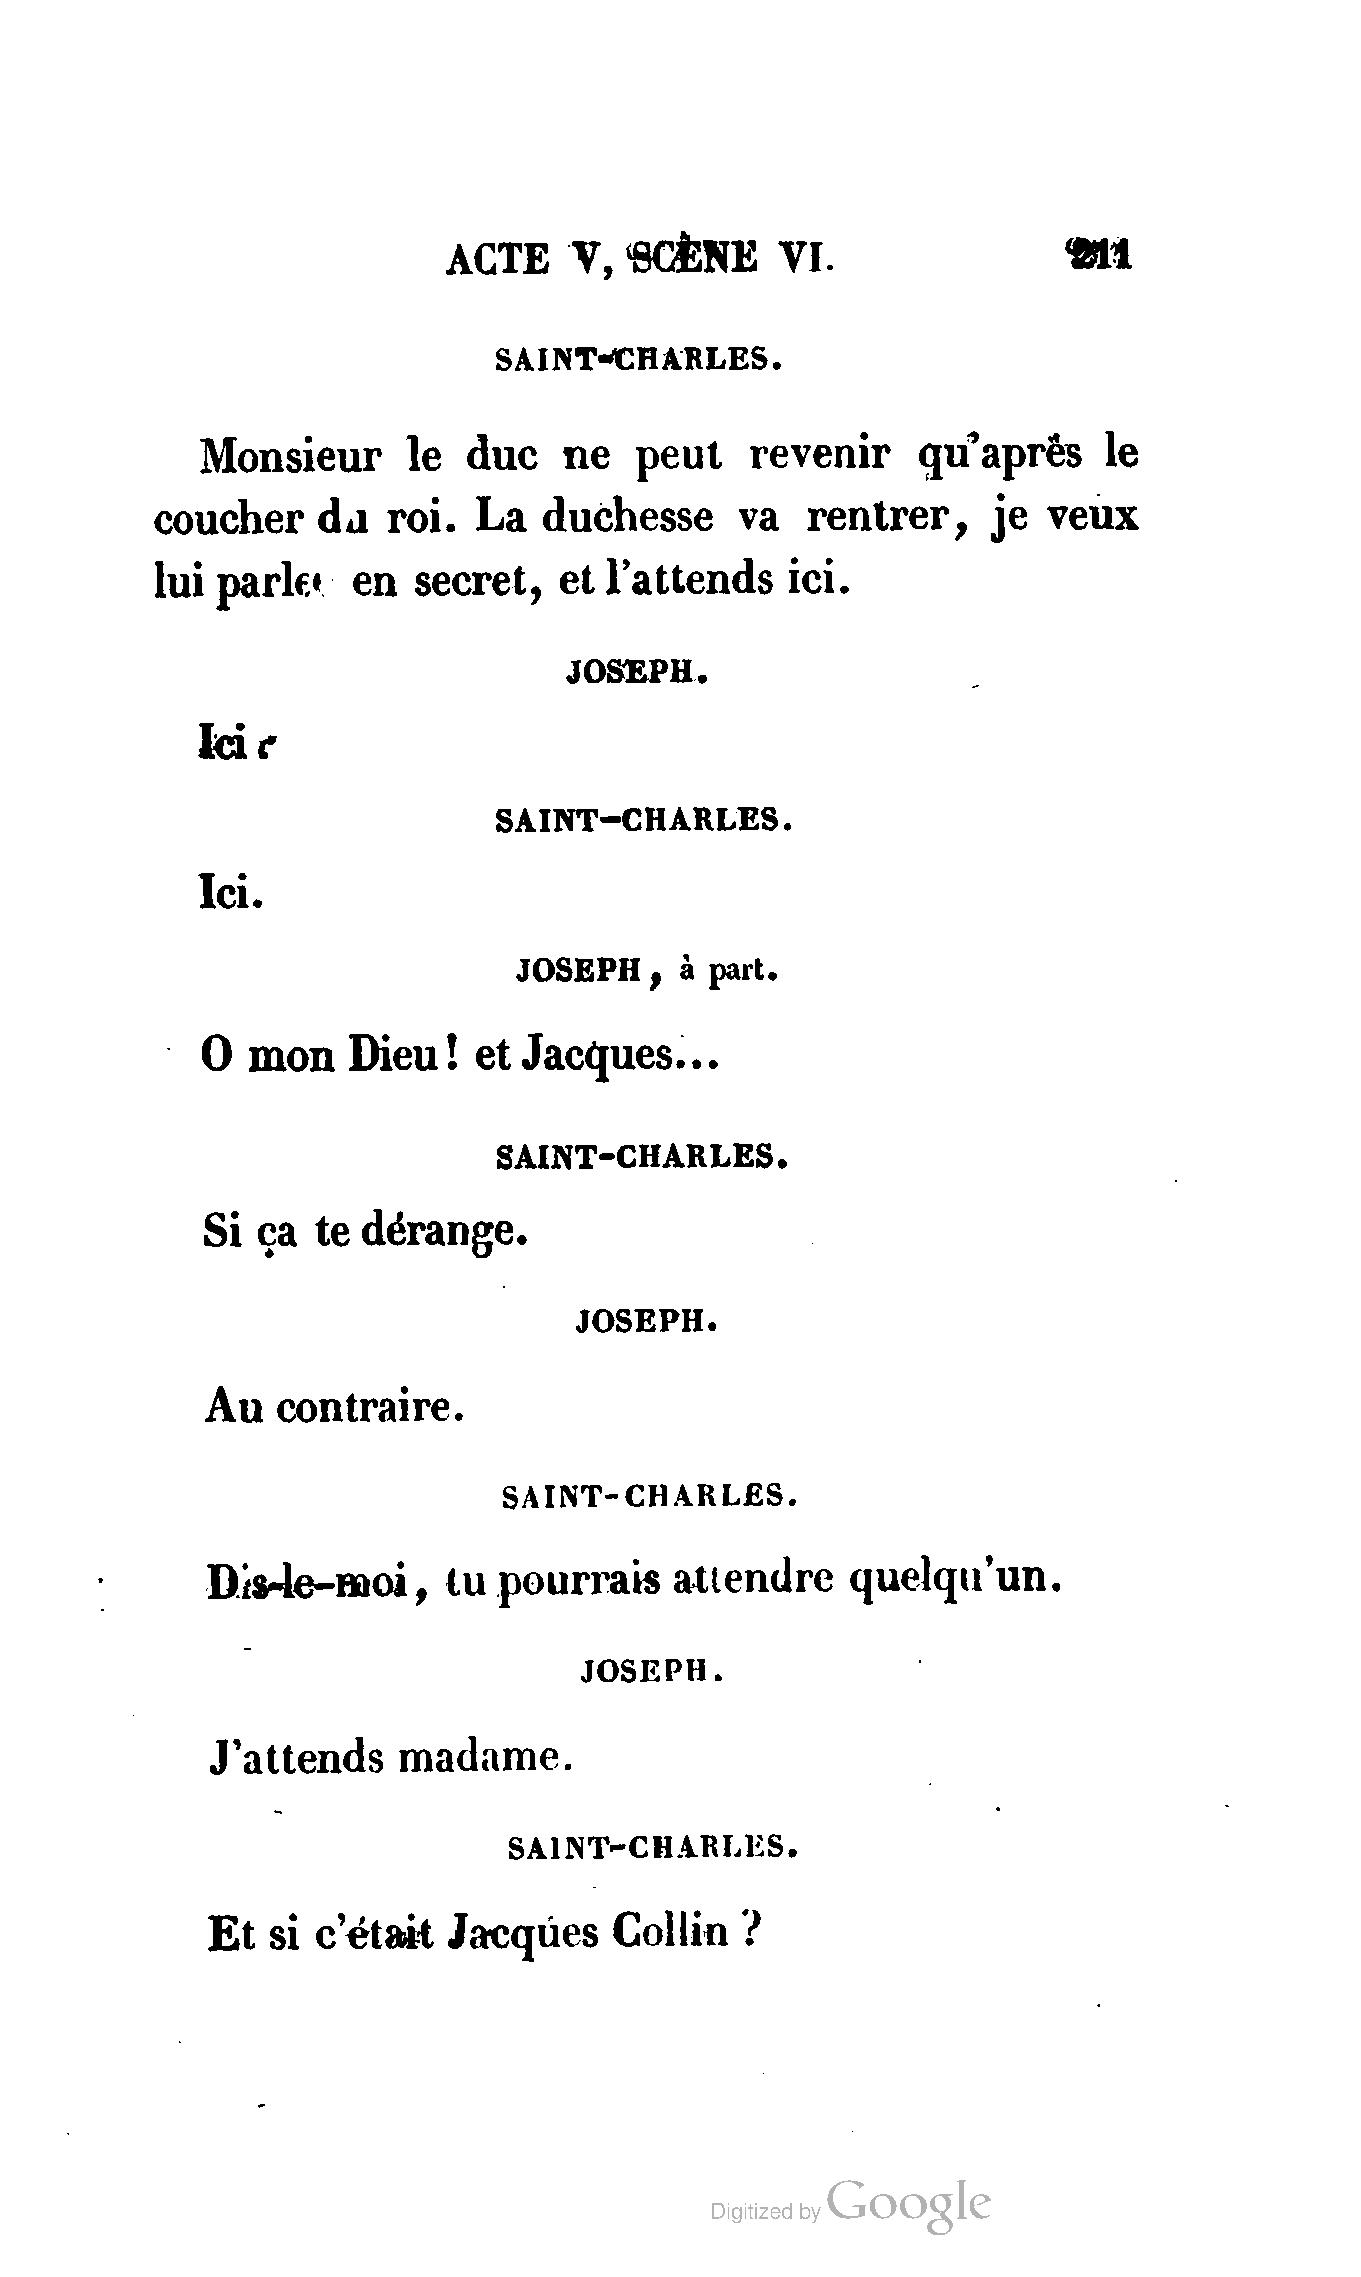 ACTE V, SCÈNE VI. 211
SAINT-CHARLES.
Monsieur le duc ne peut revenir qu'après le
coucher du roi. La duchesse va rentrer, je veux
lui parler en secret, et l'attends ici.
JOSEPH.
Ici ?
SAINT-CHARLES.
Ici.
JOSEPH, à part.
O mon Dieu! et Jacques...
SAINT-CHARLES.
Si ça te dérange.
JOSEPH.
Au contraire.
SAINT-CHARLES.
Dis-le-moi, tu pourrais attendre quelqu'un.
JOSEPH.
J'attends madame.
SAINT-CHARLES.
Et si c'était Jacques Collin ?
Digitized by Google